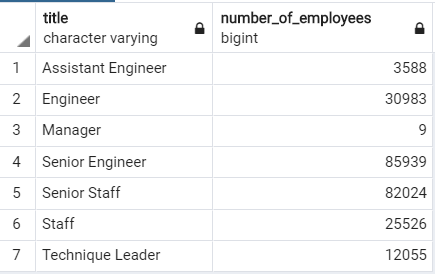 title number_of_employees
character varying bigint
1 Assistant Engineer 3588
2 Engineer 30983
3 Manager 9
4 Senior Engineer 85939
5 Senior Staff 82024
6 Staff 25526
7 Technique Leader 12055